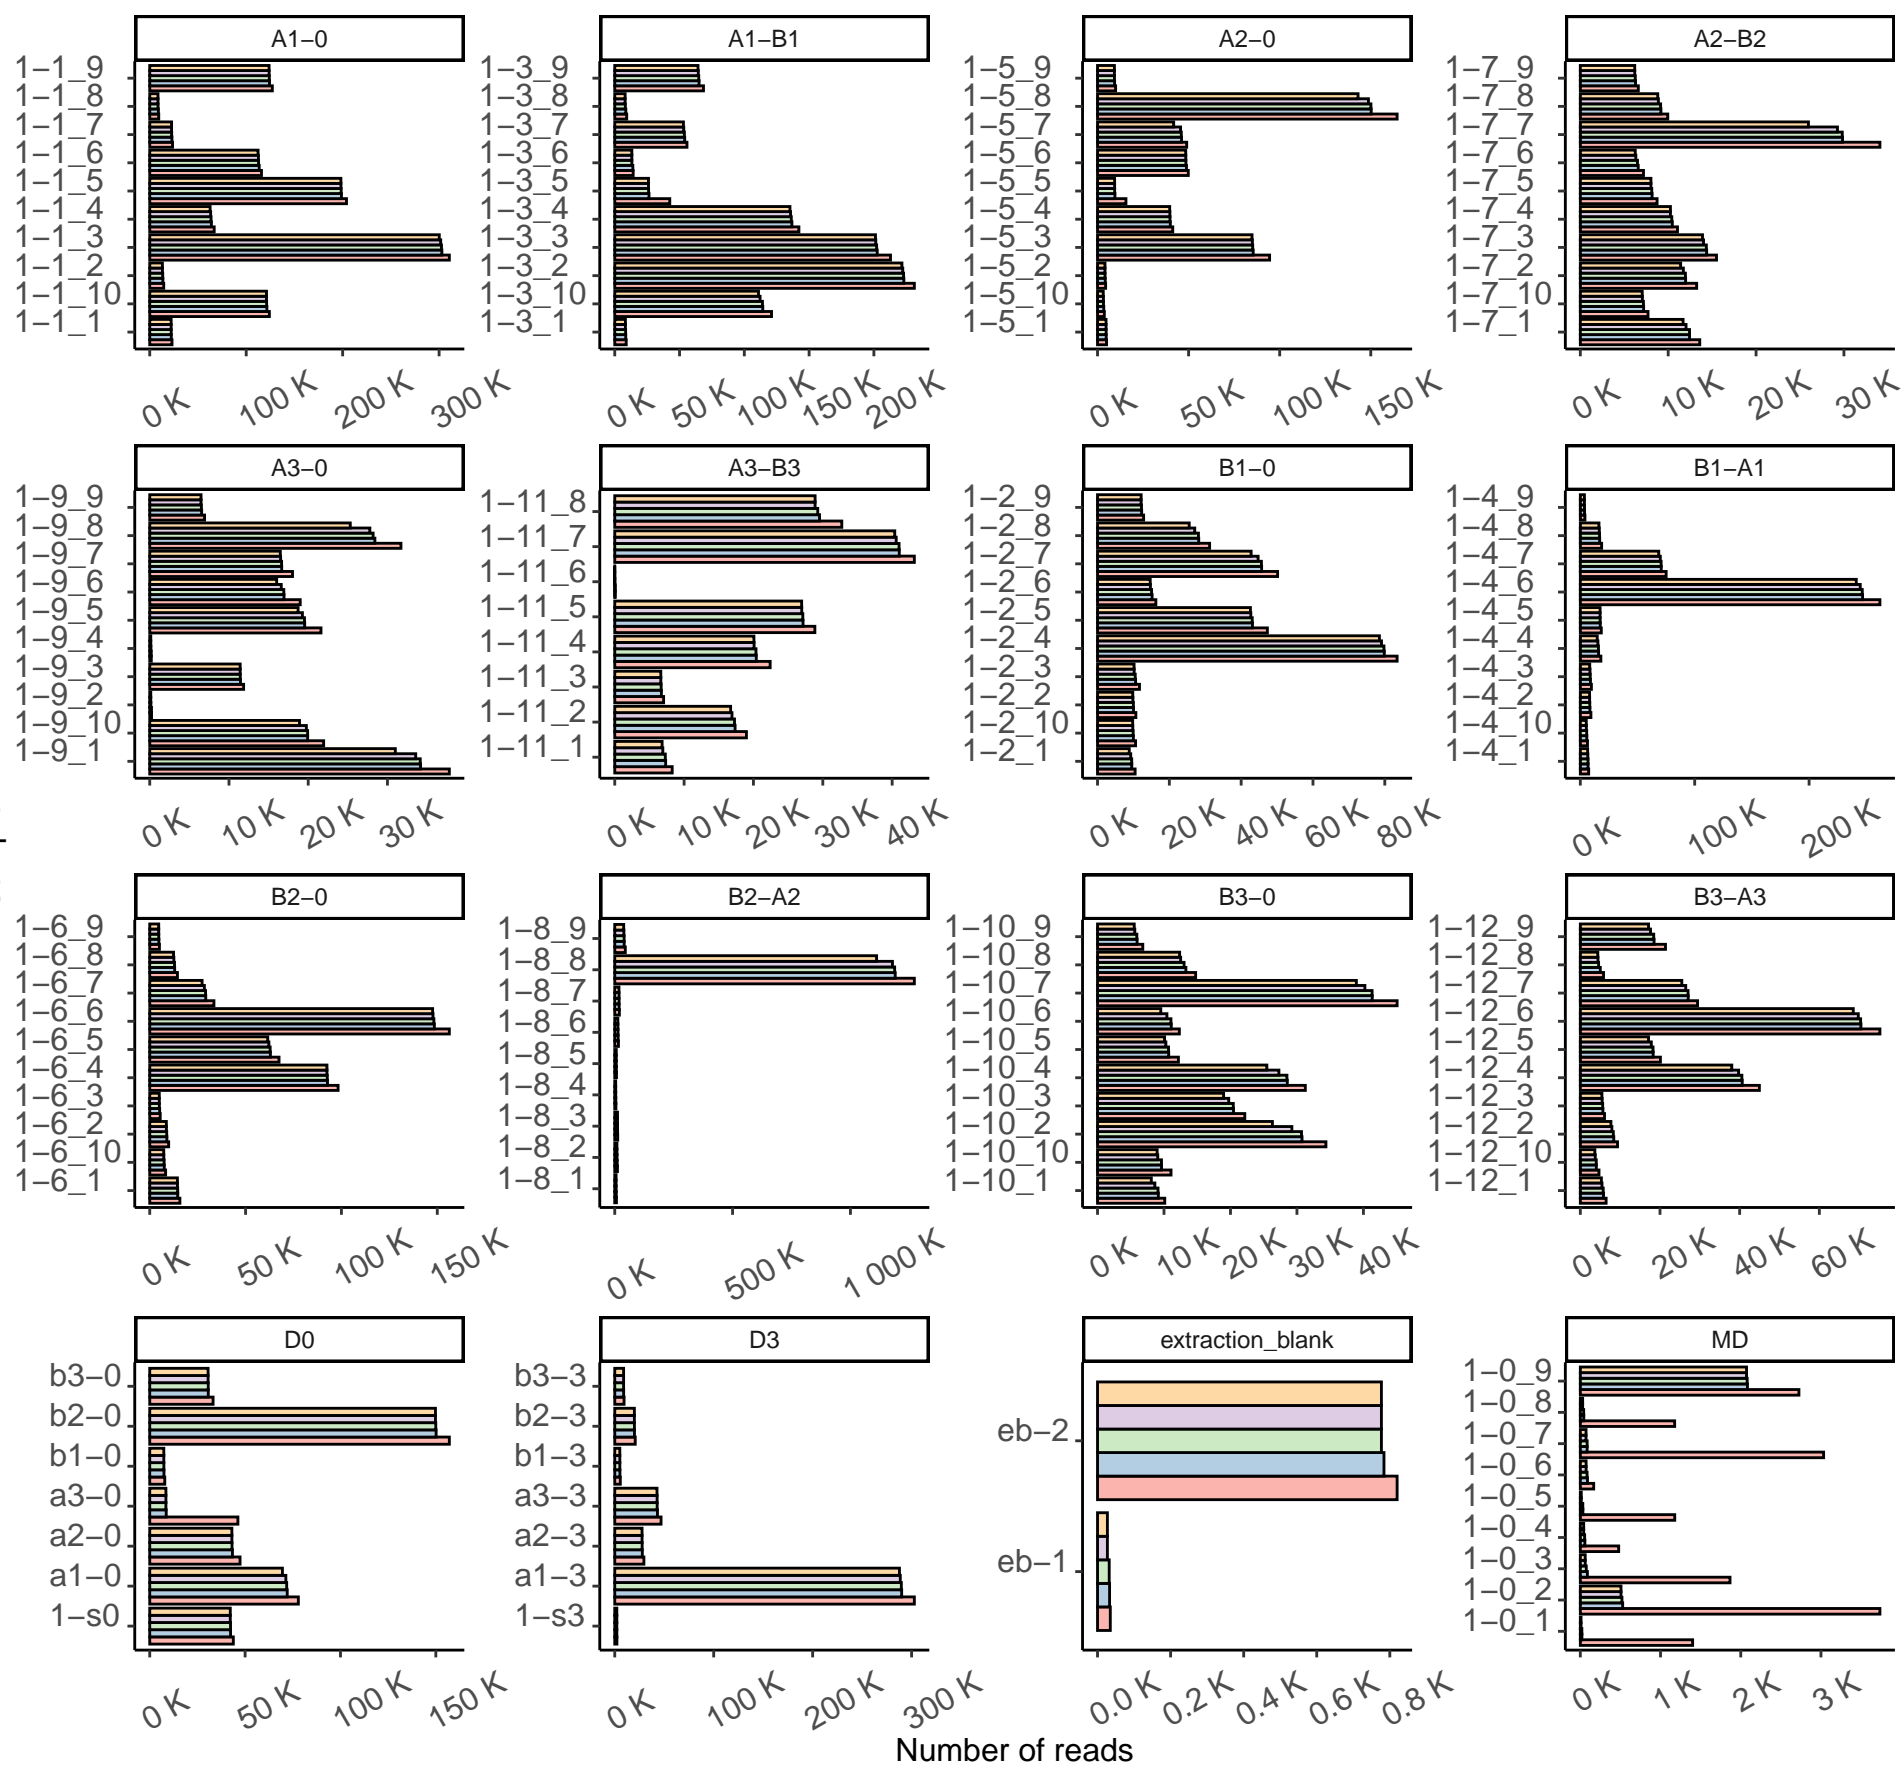 A1–0
A1–B1
A2–0
A2–B2
1–1_9
1–1_8
1–1_7
1–1_6
1–1_5
1–1_4
1–1_3
1–1_2
1–1_10
1–1_1
0 K
100 K
200 K
300 K
1–3_9
1–3_8
1–3_7
1–3_6
1–3_5
1–3_4
1–3_3
1–3_2
1–3_10
1–3_1
0 K
50 K
100 K
150 K
200 K
1–5_9
1–5_8
1–5_7
1–5_6
1–5_5
1–5_4
1–5_3
1–5_2
1–5_10
1–5_1
0 K
50 K
100 K
150 K
1–7_9
1–7_8
1–7_7
1–7_6
1–7_5
1–7_4
1–7_3
1–7_2
1–7_10
1–7_1
0 K
10 K
20 K
30 K
A3–0
A3–B3
B1–0
B1–A1
1–9_9
1–9_8
1–9_7
1–9_6
1–9_5
1–9_4
1–9_3
1–9_2
1–9_10
1–9_1
0 K
10 K
20 K
30 K
1–11_8
1–11_7
1–11_6
1–11_5
1–11_4
1–11_3
1–11_2
1–11_1
0 K
10 K
20 K
30 K
40 K
1–2_9
1–2_8
1–2_7
1–2_6
1–2_5
1–2_4
1–2_3
1–2_2
1–2_10
1–2_1
0 K
20 K
40 K
60 K
80 K
1–4_9
1–4_8
1–4_7
1–4_6
1–4_5
1–4_4
1–4_3
1–4_2
1–4_10
1–4_1
0 K
100 K
200 K
B2–0
B2–A2
B3–0
B3–A3
1–6_9
1–6_8
1–6_7
1–6_6
1–6_5
1–6_4
1–6_3
1–6_2
1–6_10
1–6_1
0 K
50 K
100 K
150 K
1–8_9
1–8_8
1–8_7
1–8_6
1–8_5
1–8_4
1–8_3
1–8_2
1–8_1
0 K
500 K
1 000 K
1–10_9
1–10_8
1–10_7
1–10_6
1–10_5
1–10_4
1–10_3
1–10_2
1–10_10
1–10_1
0 K
10 K
20 K
30 K
40 K
1–12_9
1–12_8
1–12_7
1–12_6
1–12_5
1–12_4
1–12_3
1–12_2
1–12_10
1–12_1
0 K
20 K
40 K
60 K
D0
D3
extraction_blank
MD
b3–0
b2–0
b1–0
a3–0
a2–0
a1–0
1–s0
0 K
50 K
100 K
150 K
b3–3
b2–3
b1–3
a3–3
a2–3
a1–3
1–s3
0 K
100 K
200 K
300 K
eb–2
eb–1
0.0 K
0.2 K
0.4 K
0.6 K
0.8 K
1–0_9
1–0_8
1–0_7
1–0_6
1–0_5
1–0_4
1–0_3
1–0_2
1–0_1
0 K
1 K
2 K
3 K
Number of reads